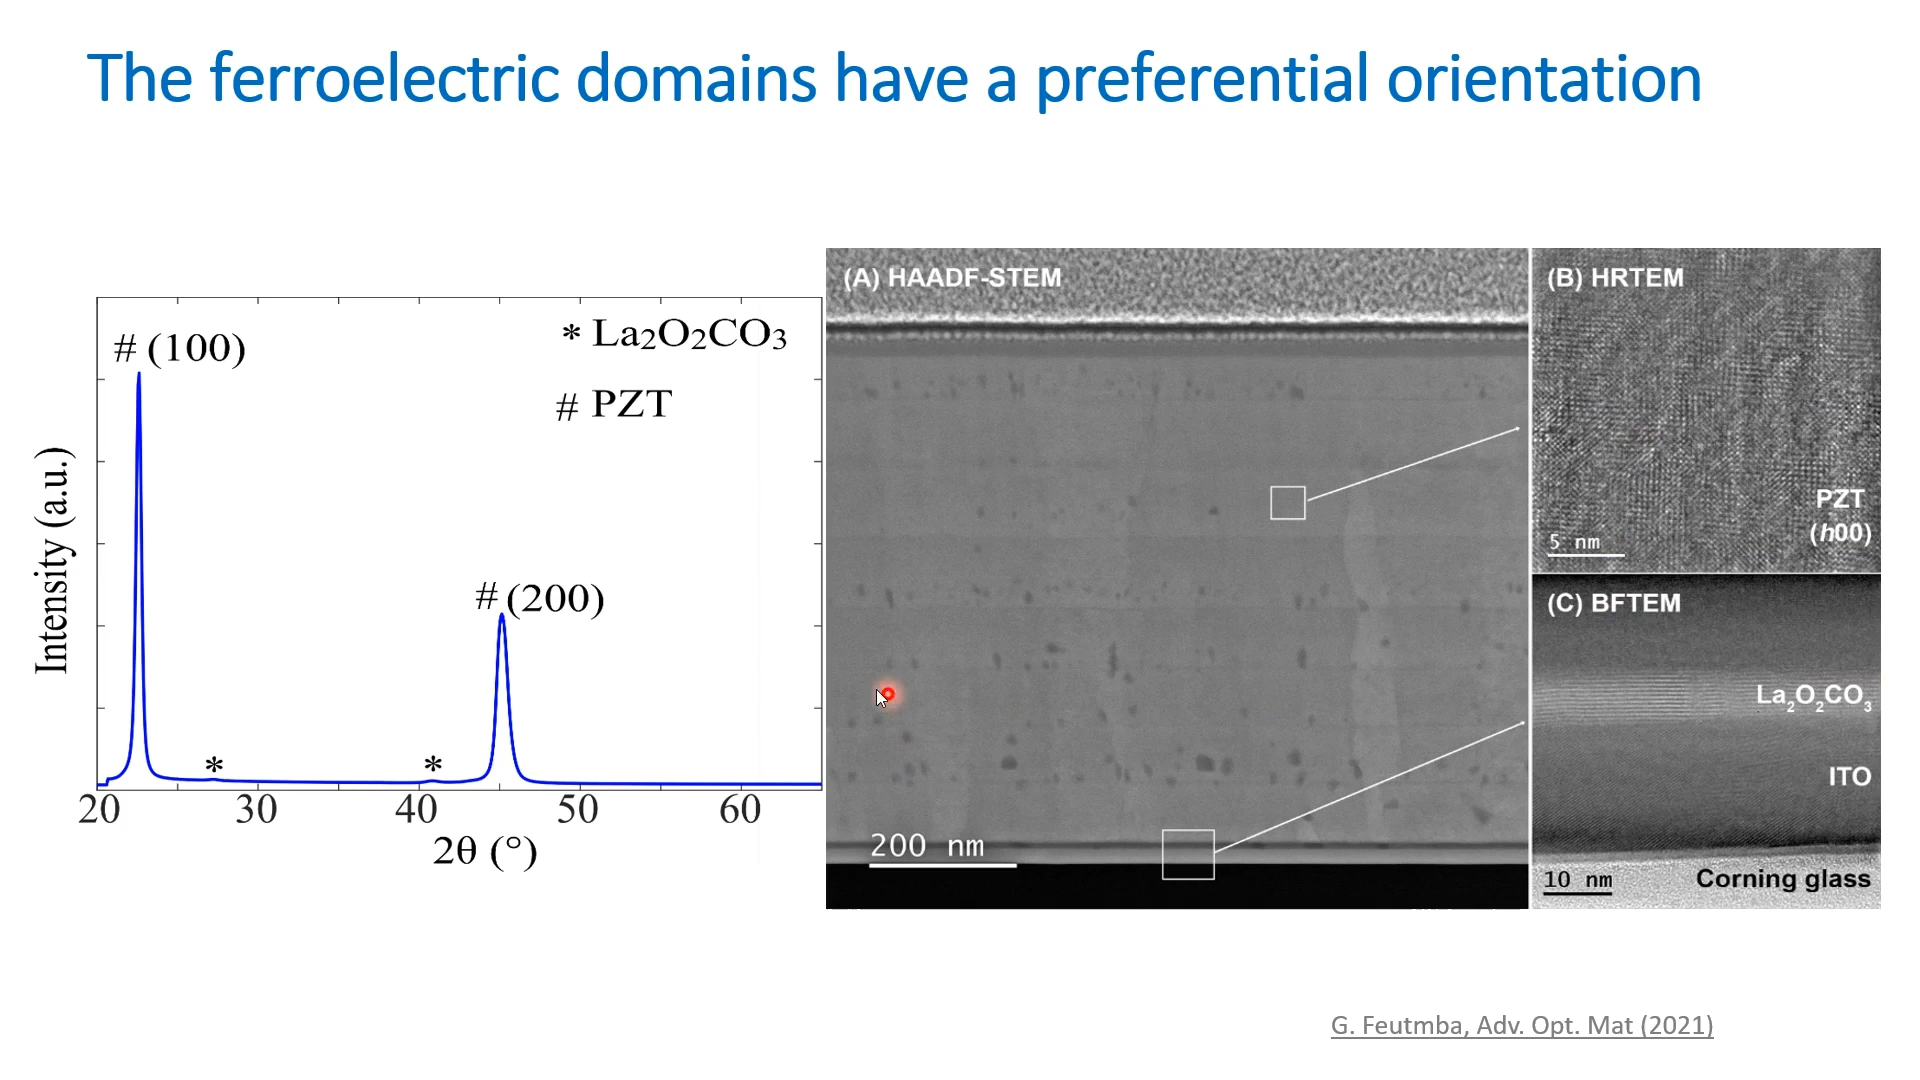 The ferroelectric domains have a preferential orientation
# (100)
* La₂O₂CO₃
# PZT
# (200)
*
*
Intensity (a.u.)
20 30 40 50 60
2θ (°)
(A) HAADF-STEM
200 nm
(B) HRTEM
PZT
(h00)
5 nm
(C) BFTEM
La₂O₂CO₃
ITO
10 nm
Corning glass
G. Feutmba, Adv. Opt. Mat (2021)